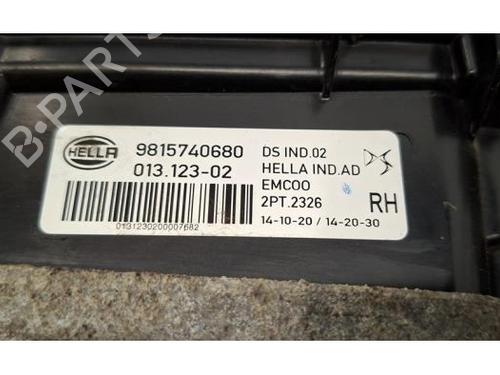 B-PARTS
HELLA
9815740680
013.123-02
DS IND.02
HELLA IND.AD
EMC00
2PT.2326
RH
14-10-20 / 14-20-30
0131230200007682